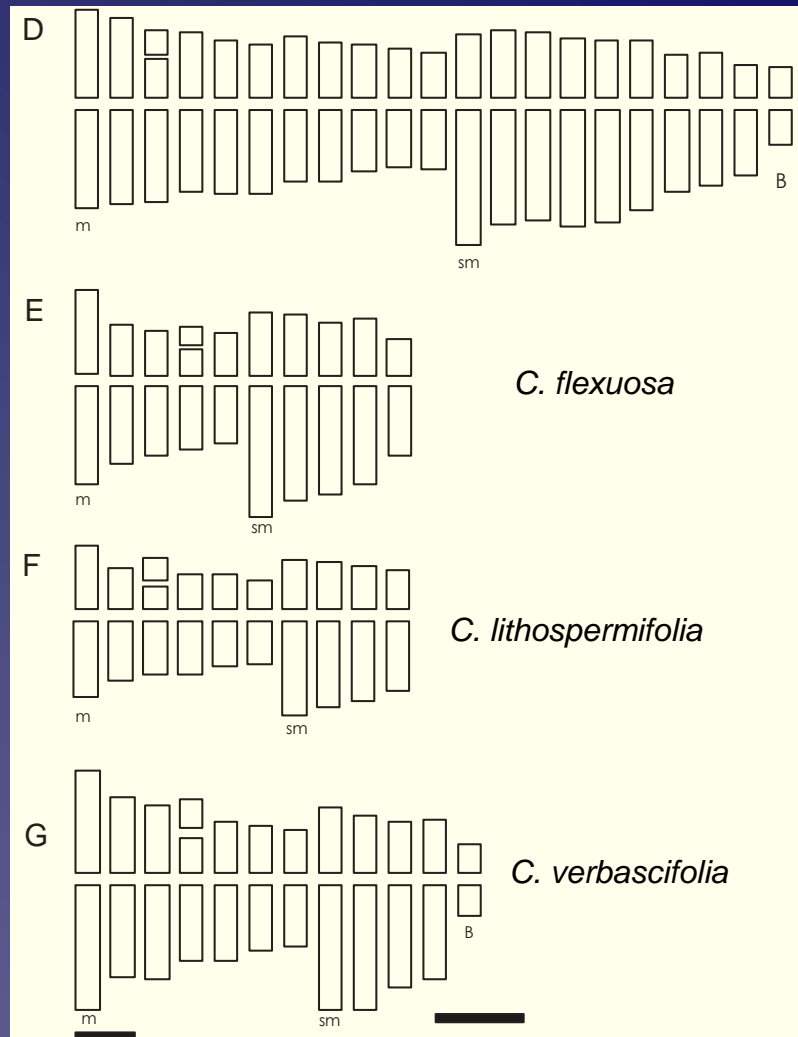 D
B
m
sm
E
C. flexuosa
m
sm
F
C. lithospermifolia
m
sm
G
C. verbascifolia
B
m sm